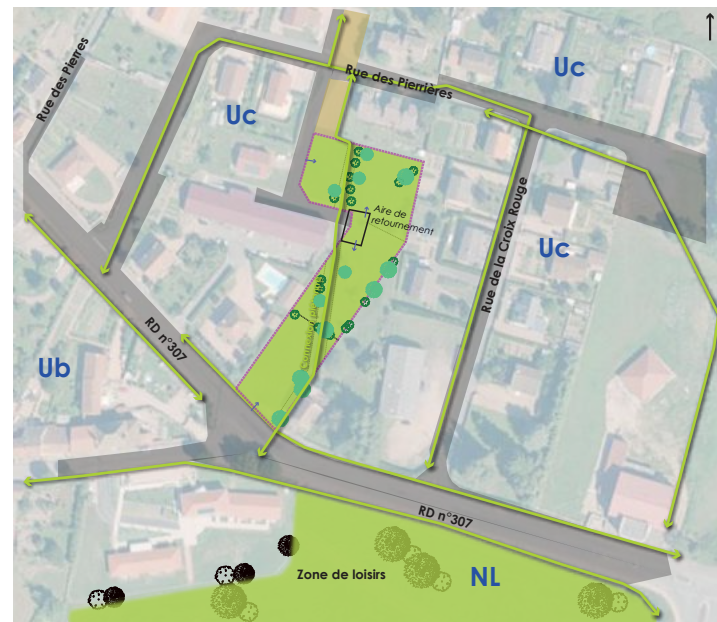 Rue des Pierres
Uc
Rue des Pierrières
Uc
Aire de
retournement
Rue de la Croix Rouge
Uc
RD n°307
Ub
RD n°307
Zone de loisirs
NL